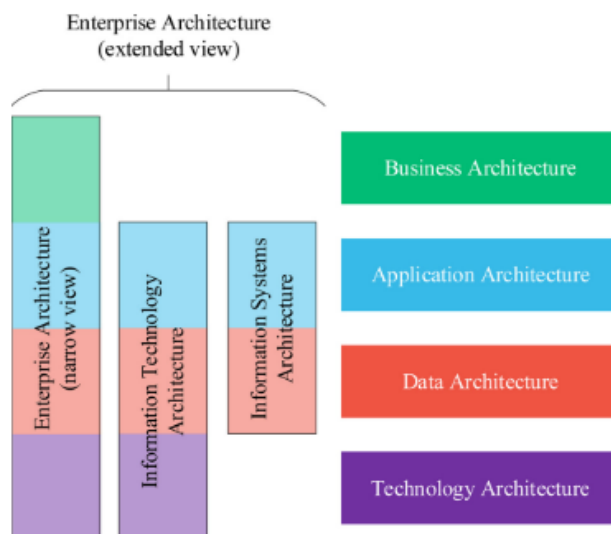 Enterprise Architecture
(extended view)
Enterprise Architecture
(narrow view)
Information Technology
Architecture
Information Systems
Architecture
Business Architecture
Application Architecture
Data Architecture
Technology Architecture